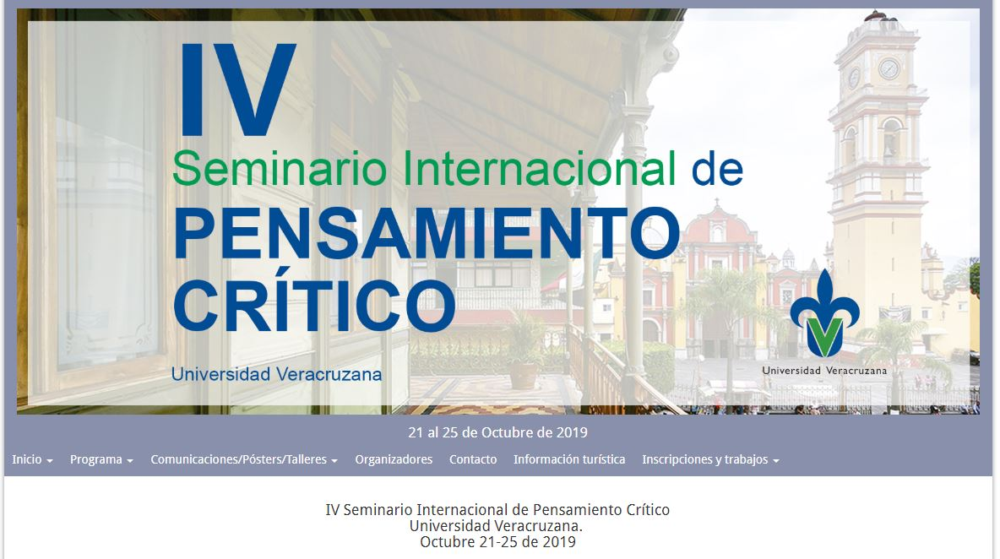 IV
Seminario Internacional de
PENSAMIENTO
CRÍTICO
Universidad Veracruzana
Universidad Veracruzana
21 al 25 de Octubre de 2019
Inicio Programa Comunicaciones/Pósters/Talleres Organizadores Contacto Información turística Inscripciones y trabajos
IV Seminario Internacional de Pensamiento Crítico
Universidad Veracruzana.
Octubre 21-25 de 2019